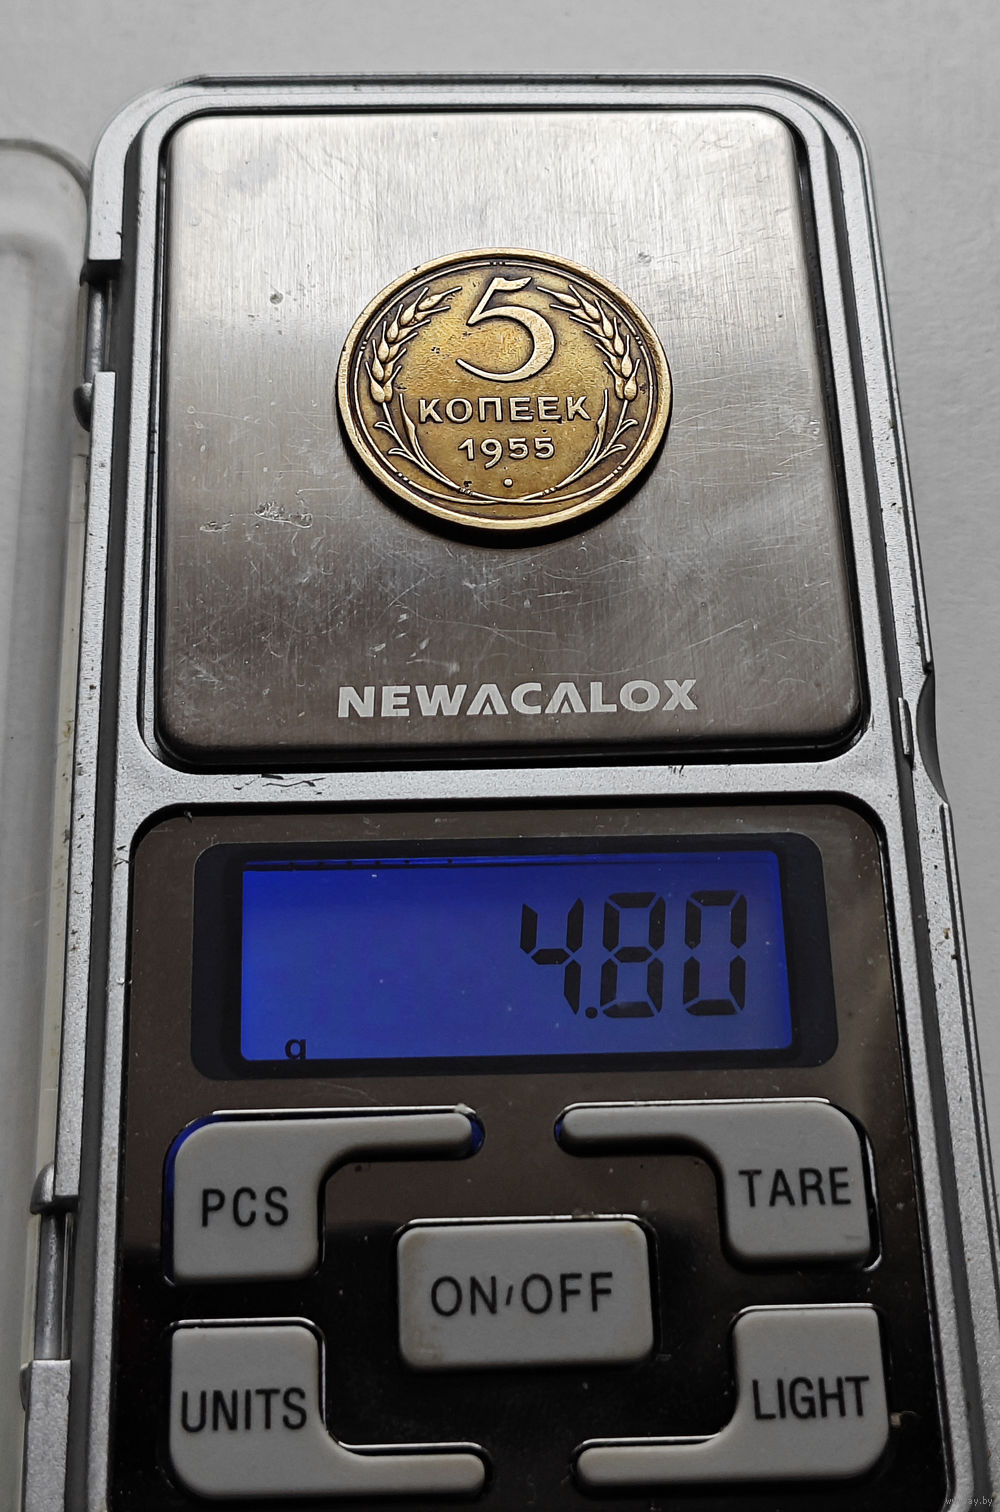 5
КОПЕЕК
1955
NEWACALOX
4.80
g
PCS
TARE
ON/OFF
UNITS
LIGHT